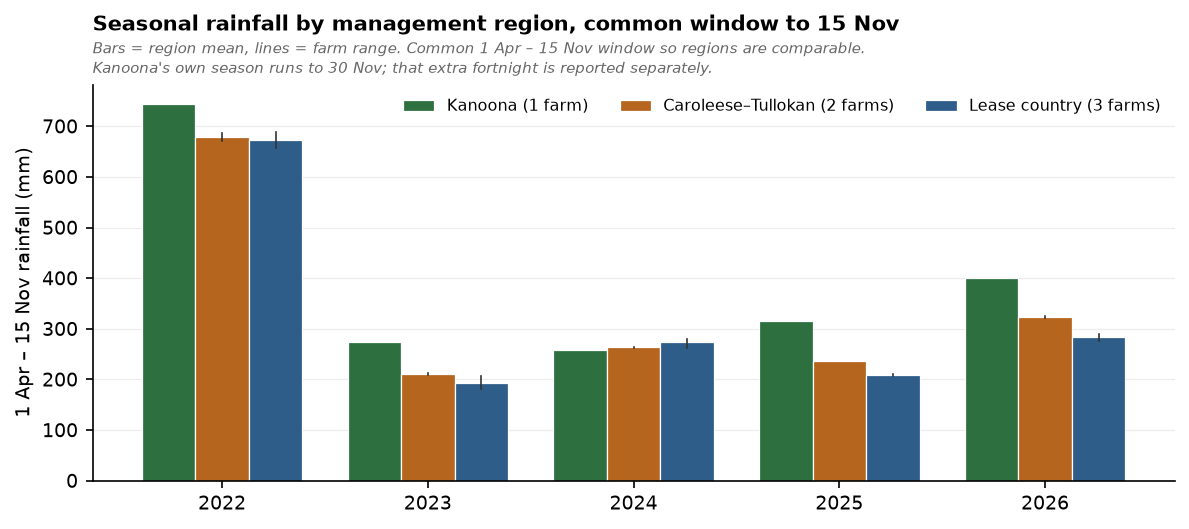 Seasonal rainfall by management region, common window to 15 Nov
Bars = region mean, lines = farm range. Common 1 Apr – 15 Nov window so regions are comparable.
Kanoona's own season runs to 30 Nov; that extra fortnight is reported separately.
Kanoona (1 farm)
Caroleese–Tullokan (2 farms)
Lease country (3 farms)
1 Apr – 15 Nov rainfall (mm)
700
600
500
400
300
200
100
0
2022
2023
2024
2025
2026